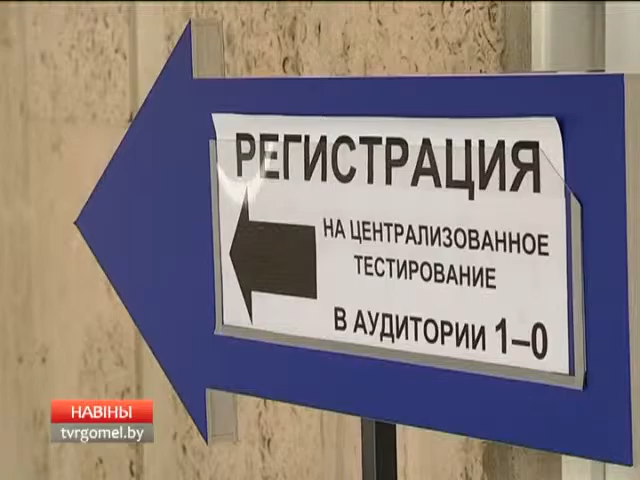 РЕГИСТРАЦИЯ
НА ЦЕНТРАЛИЗОВАННОЕ
ТЕСТИРОВАНИЕ
В АУДИТОРИИ 1–0
НАВІНЫ
tvrgomel.by